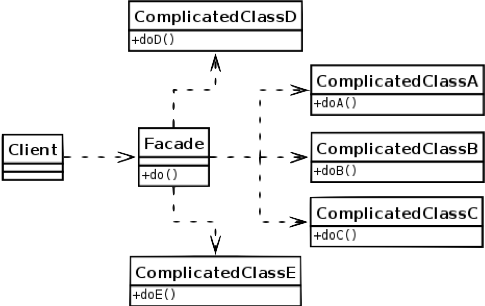 ComplicatedClassD
+doD()
ComplicatedClassA
+doA()
Client
Facade
+do()
ComplicatedClassB
+doB()
ComplicatedClassC
+doC()
ComplicatedClassE
+doE()